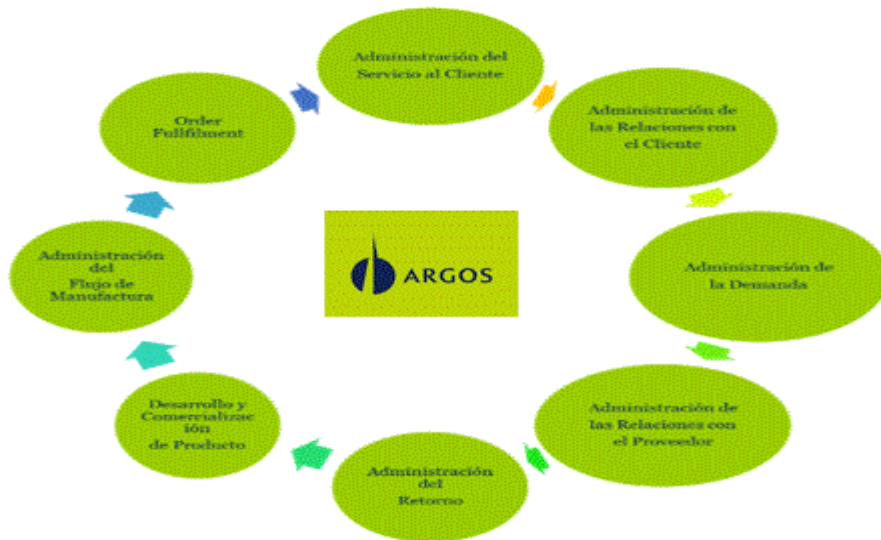 Administración del
Servicio al Cliente
Administración de
las Relaciones con
el Cliente
Administración de
la Demanda
Administración de
las Relaciones con
el Proveedor
Administración
del
Retorno
Desarrollo y
Comercializac
ión
de Producto
Administración
del
Flujo de
Manufactura
Order
Fullfilment
ARGOS